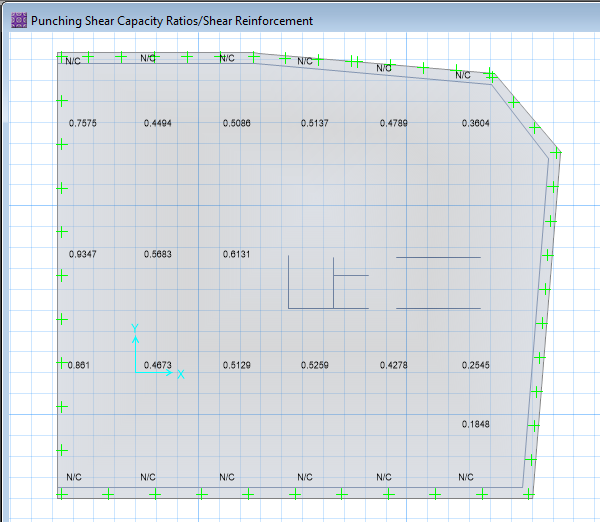 Punching Shear Capacity Ratios/Shear Reinforcement
N/C N/C N/C N/C N/C N/C
0.7575 0.4494 0.5086 0.5137 0.4789 0.3604
0.9347 0.5683 0.6131
Y
0.861 0.4673 0.5129 0.5259 0.4278 0.2545
X
0.1848
N/C N/C N/C N/C N/C N/C